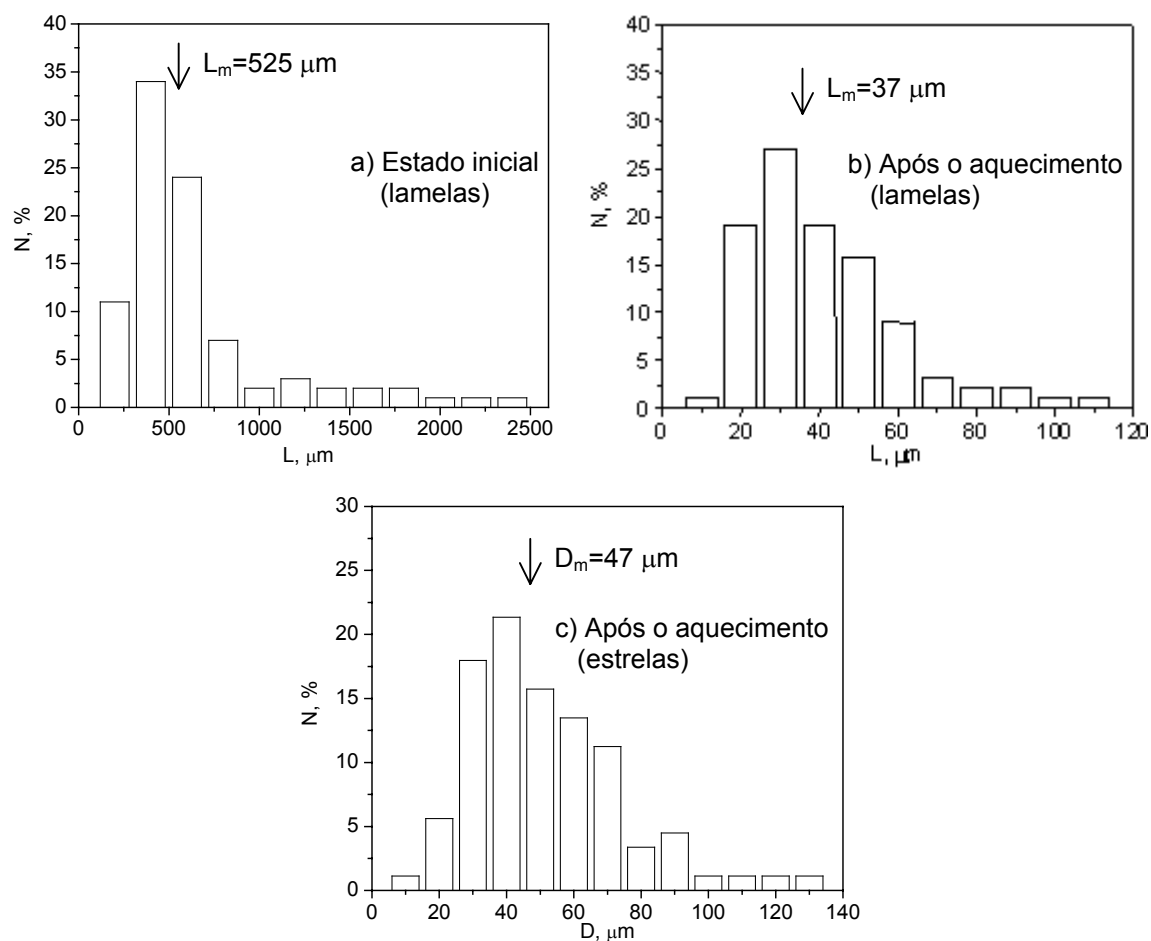 40
35
30
25
20
15
10
5
0
N, %
L_m=525 μm
a) Estado inicial
(lamelas)
0 500 1000 1500 2000 2500
L, μm
40
35
30
25
20
15
10
5
0
N, %
L_m=37 μm
b) Após o aquecimento
(lamelas)
0 20 40 60 80 100 120
L, μm
30
25
20
15
10
5
0
N, %
D_m=47 μm
c) Após o aquecimento
(estrelas)
0 20 40 60 80 100 120 140
D, μm